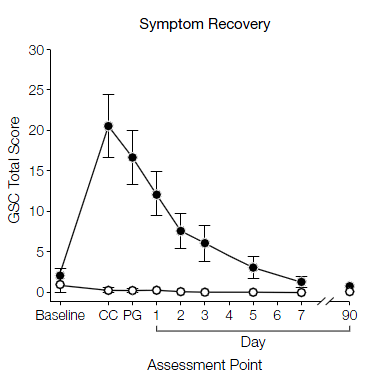 Symptom Recovery
30
25
20
15
10
5
0
GSC Total Score
Baseline CC PG 1 2 3 4 5 6 7 90
Day
Assessment Point